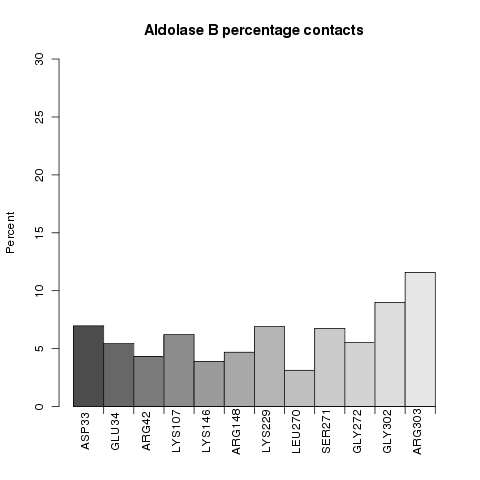 Aldolase B percentage contacts
Percent
30
25
20
15
10
5
0
ASP33
GLU34
ARG42
LYS107
LYS146
ARG148
LYS229
LEU270
SER271
GLY272
GLY302
ARG303